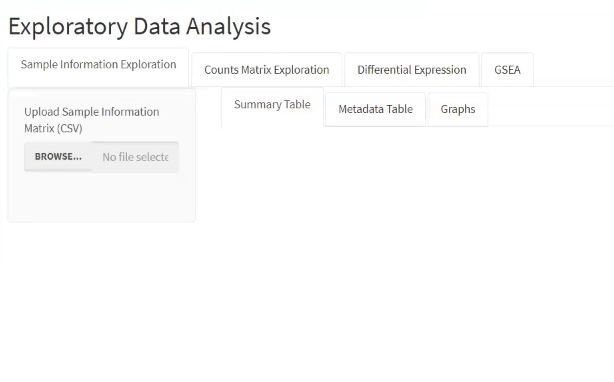 Exploratory Data Analysis
Sample Information Exploration
Counts Matrix Exploration
Differential Expression
GSEA
Upload Sample Information
Matrix (CSV)
BROWSE...
No file selecte
Summary Table
Metadata Table
Graphs